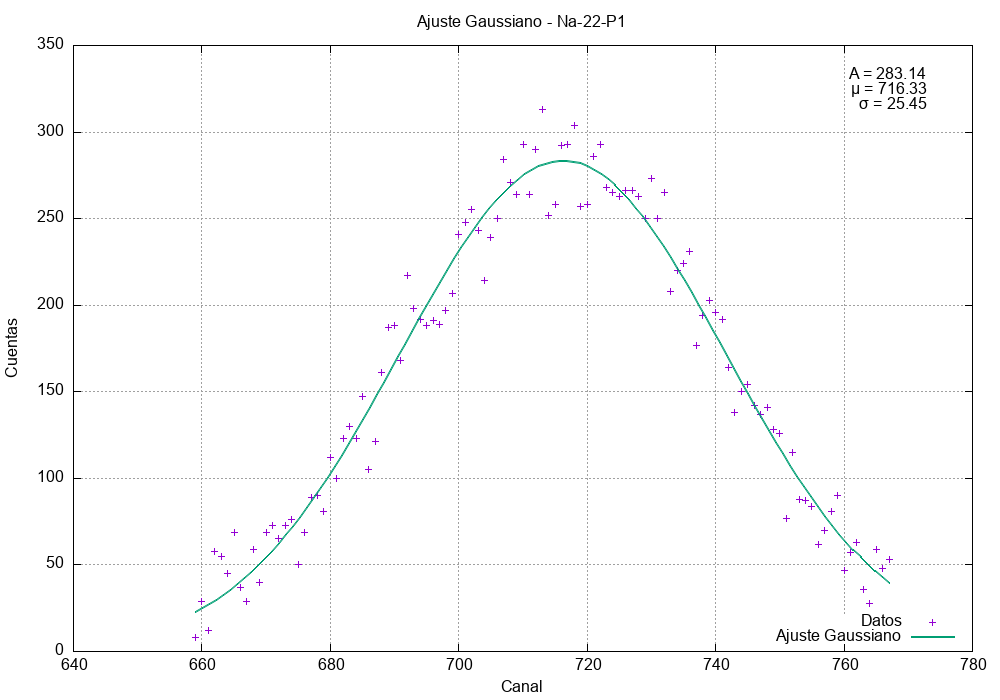 Ajuste Gaussiano - Na-22-P1
350
300
250
200
150
100
50
0
Cuentas
A = 283.14
μ = 716.33
σ = 25.45
Datos
Ajuste Gaussiano
640 660 680 700 720 740 760 780
Canal